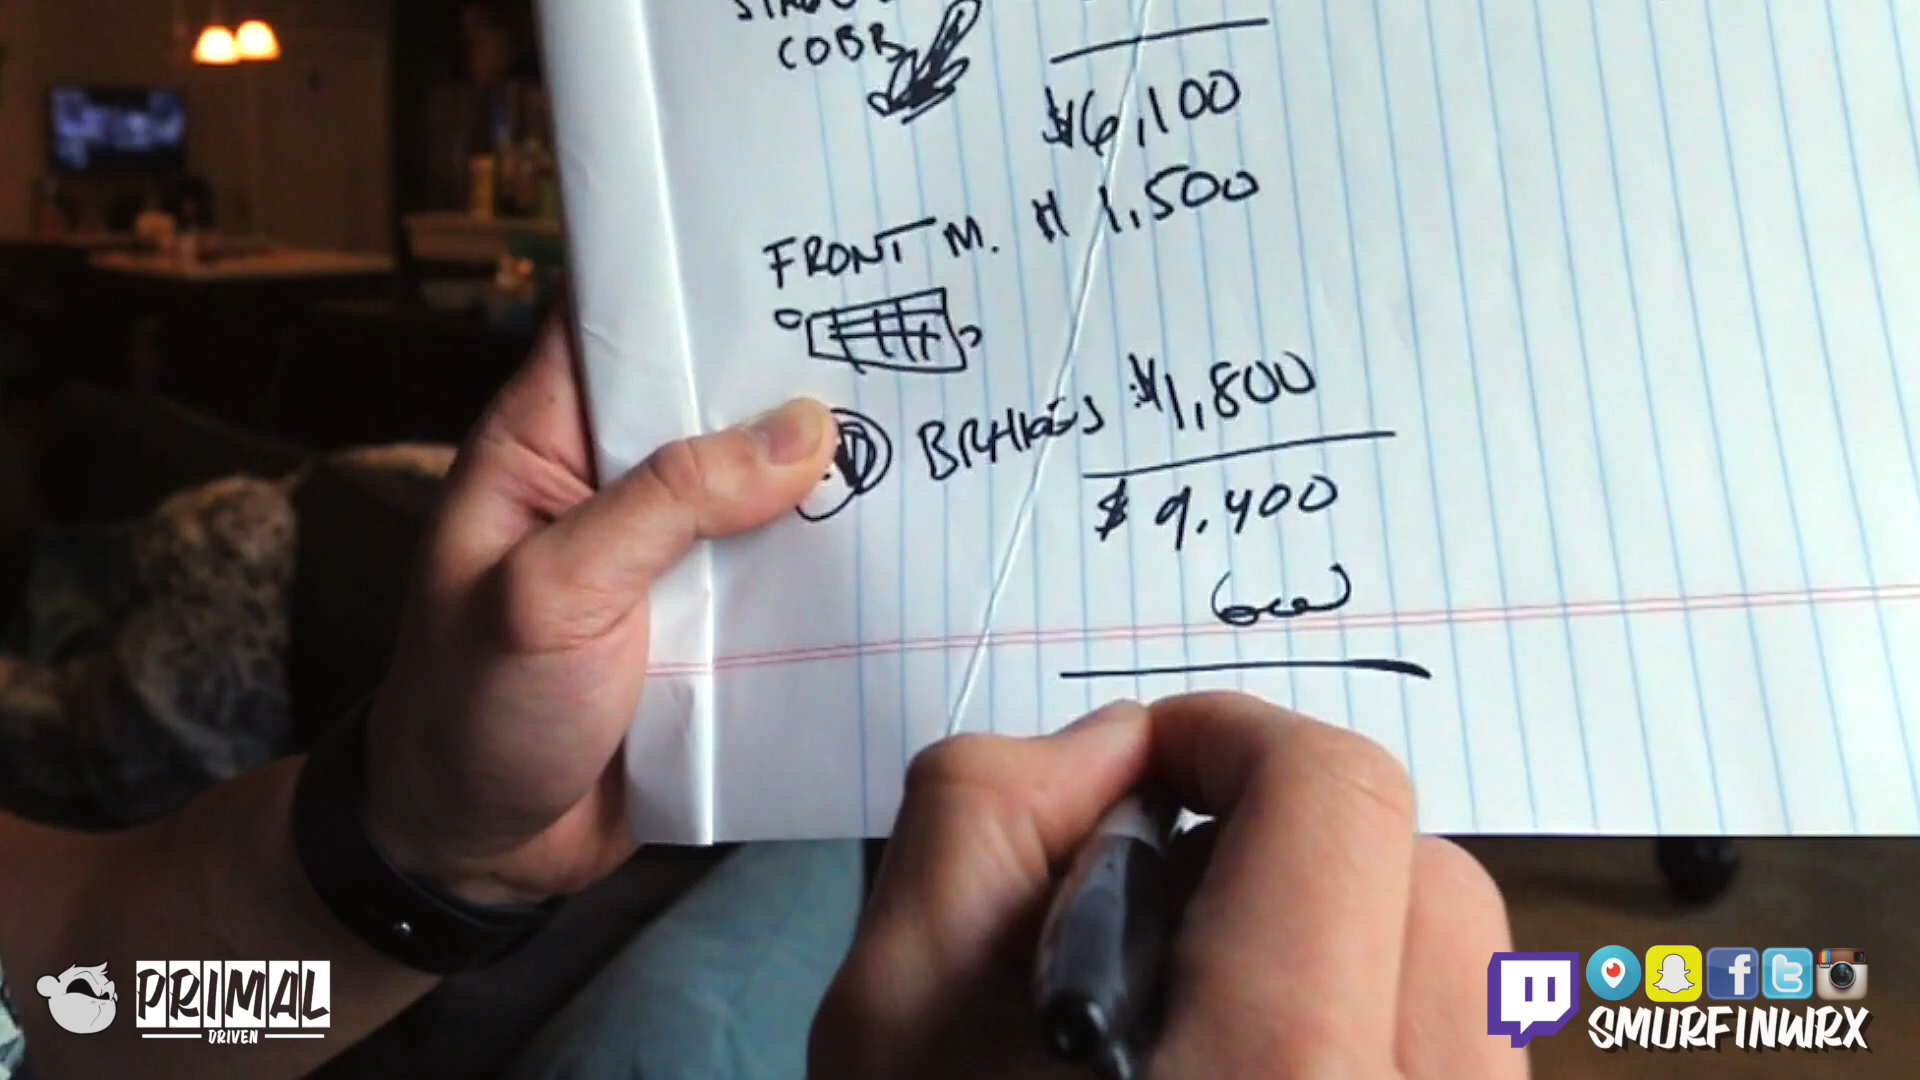 COBB
$6,100
FRONT M. $1,500
BRAKES $1,800
$9,400
PRIMAL
DRIVEN
SMURFINWRX